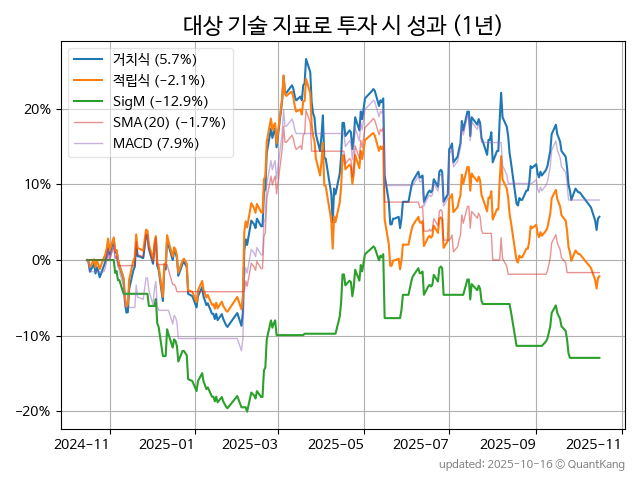 대상 기술 지표로 투자 시 성과 (1년)
거치식 (5.7%)
적립식 (−2.1%)
SigM (−12.9%)
SMA(20) (−1.7%)
MACD (7.9%)
20%
10%
0%
−10%
−20%
2024-11 2025-01 2025-03 2025-05 2025-07 2025-09 2025-11
updated: 2025-10-16 © QuantKang